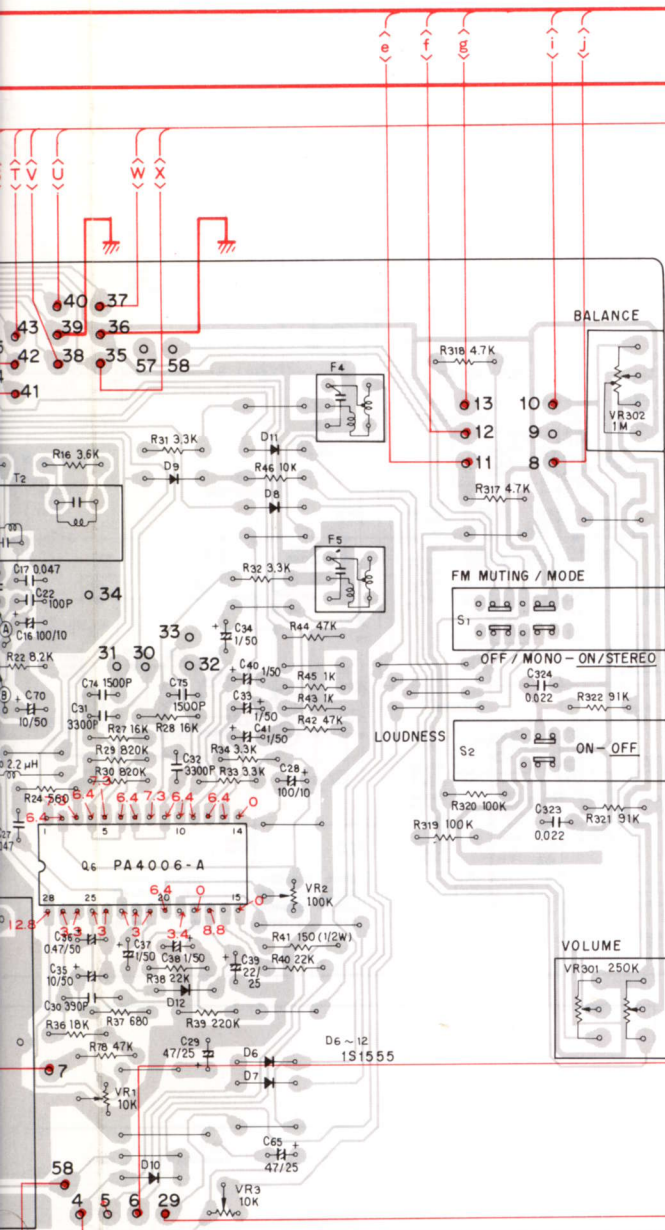 e f g i j
T V U W X
40 37
43 39 36
42 38 35 57 58
41
BALANCE
VR302
1M
F4
R318 4.7K
13 10
12 9
11 8
R317 4.7K
R31 3.3K
D11
R16 3.6K
D9
R46 10K
T2
D8
F5
C17 0.047
C22
100P
34
C16 100/10
R32 3.3K
FM MUTING / MODE
S1
OFF / MONO – ON / STEREO
A
33
C34
1/50
R44 47K
R22 8.2K
31 30 32
C40 1/50
B
C70
10/50
C74 1500P
C75
1500P
R45 1K
C33
1/50
R43 1K
C31
3300P
R27 16K
R28 16K
C41
1/50
R42 47K
C324
0.022
R322 91K
LOUDNESS
S2
ON – OFF
R29 820K
R34 3.3K
2.2 µH
R30 820K
C32
3300P
R33 3.3K
C28
100/10
R24 560
R320 100K
R319 100K
C323
0.022
R321 91K
6.4 6.4 7.3 6.4 7.3 6.4 6.4 0
1 5 10 14
Q6 PA4006-A
28 25 20 15
12.8 3.3 3 3 6.4 3.4 0 8.8 0
VR2
100K
C36
0.47/50
C37
1/50
C38 1/50
C39
22/
25
R41 150 (1/2W)
R40 22K
C35
10/50
R38 22K
D12
C30 390P
R36 18K
R37 680
R39 220K
VOLUME
VR301 250K
R78 47K
C29
47/25
D6
D7
D6 ~ 12
1S1555
7
VR1
10K
C65
47/25
D10
58
4 5 6 29
VR3
10K